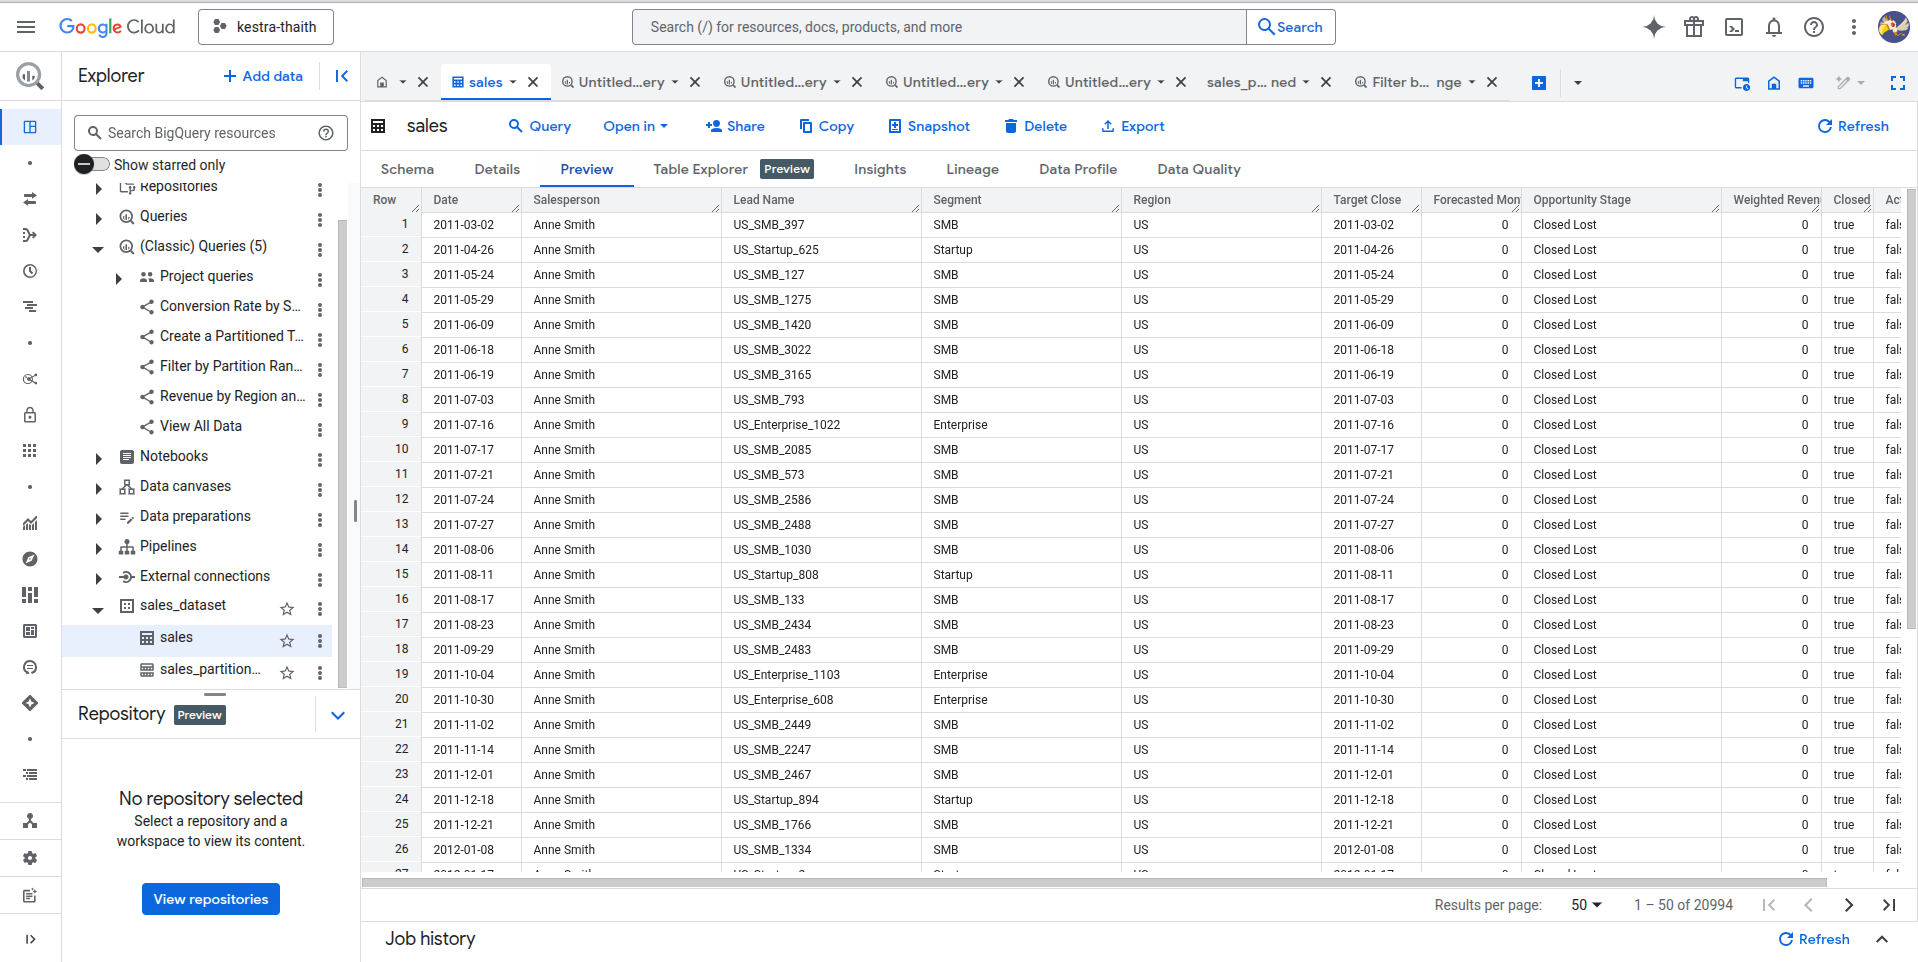 Google Cloud
kestra-thaith
Search (/) for resources, docs, products, and more
Search
Explorer
+ Add data
Search BigQuery resources
Show starred only
Repositories
Queries
(Classic) Queries (5)
Project queries
Conversion Rate by S...
Create a Partitioned T...
Filter by Partition Ran...
Revenue by Region an...
View All Data
Notebooks
Data canvases
Data preparations
Pipelines
External connections
sales_dataset
sales
sales_partition...
Repository Preview
No repository selected
Select a repository and a
workspace to view its content.
View repositories
sales Untitled...ery Untitled...ery Untitled...ery Untitled...ery sales_p... ned Filter b... nge
sales Query Open in Share Copy Snapshot Delete Export Refresh
Schema Details Preview Table Explorer Preview Insights Lineage Data Profile Data Quality
Row Date Salesperson Lead Name Segment Region Target Close Forecasted Mon Opportunity Stage Weighted Reven Closed Act
1 2011-03-02 Anne Smith US_SMB_397 SMB US 2011-03-02 0 Closed Lost 0 true fals
2 2011-04-26 Anne Smith US_Startup_625 Startup US 2011-04-26 0 Closed Lost 0 true fals
3 2011-05-24 Anne Smith US_SMB_127 SMB US 2011-05-24 0 Closed Lost 0 true fals
4 2011-05-29 Anne Smith US_SMB_1275 SMB US 2011-05-29 0 Closed Lost 0 true fals
5 2011-06-09 Anne Smith US_SMB_1420 SMB US 2011-06-09 0 Closed Lost 0 true fals
6 2011-06-18 Anne Smith US_SMB_3022 SMB US 2011-06-18 0 Closed Lost 0 true fals
7 2011-06-19 Anne Smith US_SMB_3165 SMB US 2011-06-19 0 Closed Lost 0 true fals
8 2011-07-03 Anne Smith US_SMB_793 SMB US 2011-07-03 0 Closed Lost 0 true fals
9 2011-07-16 Anne Smith US_Enterprise_1022 Enterprise US 2011-07-16 0 Closed Lost 0 true fals
10 2011-07-17 Anne Smith US_SMB_2085 SMB US 2011-07-17 0 Closed Lost 0 true fals
11 2011-07-21 Anne Smith US_SMB_573 SMB US 2011-07-21 0 Closed Lost 0 true fals
12 2011-07-24 Anne Smith US_SMB_2586 SMB US 2011-07-24 0 Closed Lost 0 true fals
13 2011-07-27 Anne Smith US_SMB_2488 SMB US 2011-07-27 0 Closed Lost 0 true fals
14 2011-08-06 Anne Smith US_SMB_1030 SMB US 2011-08-06 0 Closed Lost 0 true fals
15 2011-08-11 Anne Smith US_Startup_808 Startup US 2011-08-11 0 Closed Lost 0 true fals
16 2011-08-17 Anne Smith US_SMB_133 SMB US 2011-08-17 0 Closed Lost 0 true fals
17 2011-08-23 Anne Smith US_SMB_2434 SMB US 2011-08-23 0 Closed Lost 0 true fals
18 2011-09-29 Anne Smith US_SMB_2483 SMB US 2011-09-29 0 Closed Lost 0 true fals
19 2011-10-04 Anne Smith US_Enterprise_1103 Enterprise US 2011-10-04 0 Closed Lost 0 true fals
20 2011-10-30 Anne Smith US_Enterprise_608 Enterprise US 2011-10-30 0 Closed Lost 0 true fals
21 2011-11-02 Anne Smith US_SMB_2449 SMB US 2011-11-02 0 Closed Lost 0 true fals
22 2011-11-14 Anne Smith US_SMB_2247 SMB US 2011-11-14 0 Closed Lost 0 true fals
23 2011-12-01 Anne Smith US_SMB_2467 SMB US 2011-12-01 0 Closed Lost 0 true fals
24 2011-12-18 Anne Smith US_Startup_894 Startup US 2011-12-18 0 Closed Lost 0 true fals
25 2011-12-21 Anne Smith US_SMB_1766 SMB US 2011-12-21 0 Closed Lost 0 true fals
26 2012-01-08 Anne Smith US_SMB_1334 SMB US 2012-01-08 0 Closed Lost 0 true fals
Results per page: 50 1 – 50 of 20994
Job history Refresh